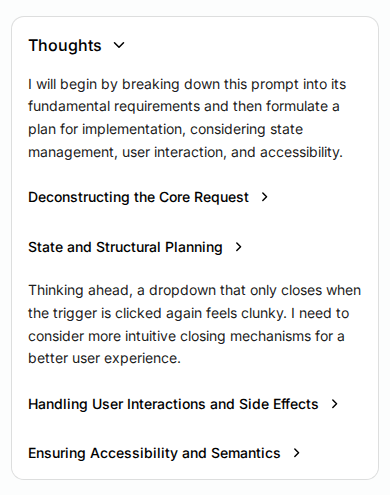 Thoughts
I will begin by breaking down this prompt into its
fundamental requirements and then formulate a
plan for implementation, considering state
management, user interaction, and accessibility.
Deconstructing the Core Request
State and Structural Planning
Thinking ahead, a dropdown that only closes when
the trigger is clicked again feels clunky. I need to
consider more intuitive closing mechanisms for a
better user experience.
Handling User Interactions and Side Effects
Ensuring Accessibility and Semantics